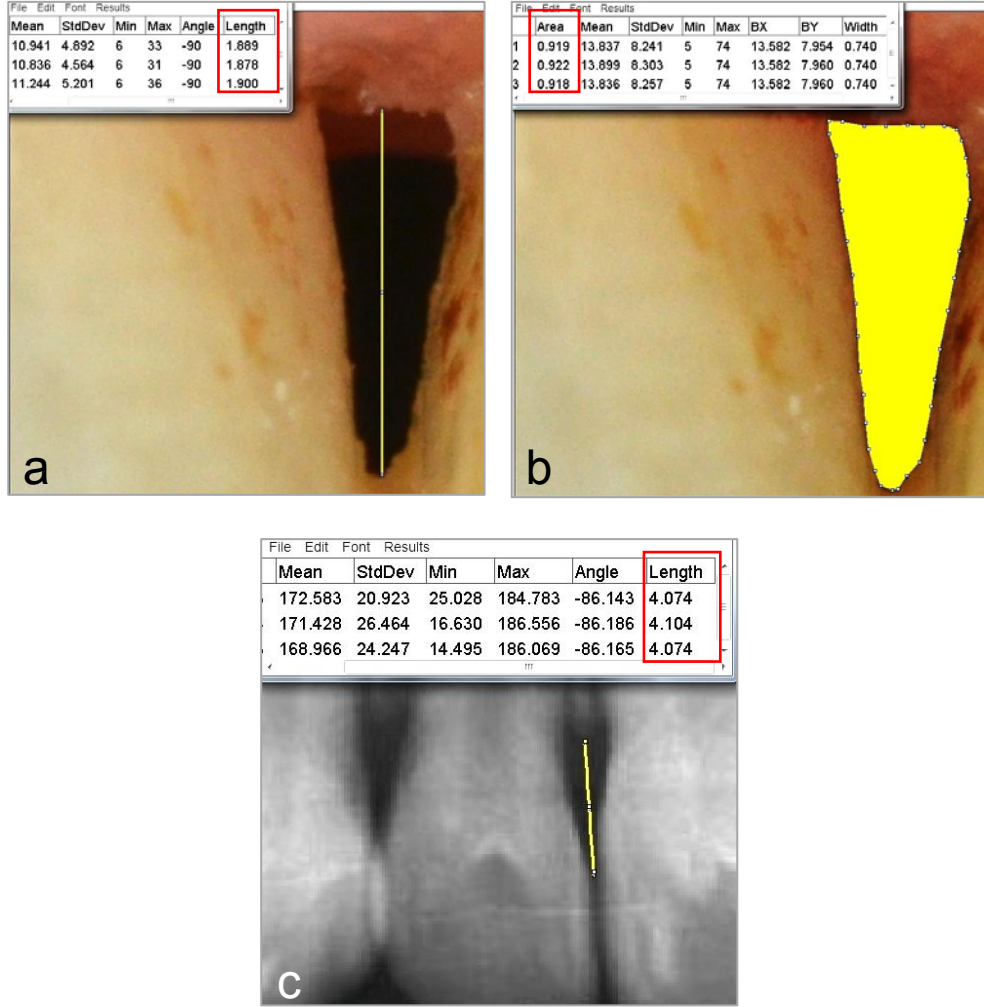 File Edit Font Results
Mean StdDev Min Max Angle Length
10.941 4.892 6 33 -90 1.889
10.836 4.564 6 31 -90 1.878
11.244 5.201 6 36 -90 1.900
a
File Edit Font Results
Area Mean StdDev Min Max BX BY Width
1 0.919 13.837 8.241 5 74 13.582 7.954 0.740
2 0.922 13.899 8.303 5 74 13.582 7.960 0.740
3 0.918 13.836 8.257 5 74 13.582 7.960 0.740
b
File Edit Font Results
Mean StdDev Min Max Angle Length
172.583 20.923 25.028 184.783 -86.143 4.074
171.428 26.464 16.630 186.556 -86.186 4.104
168.966 24.247 14.495 186.069 -86.165 4.074
c